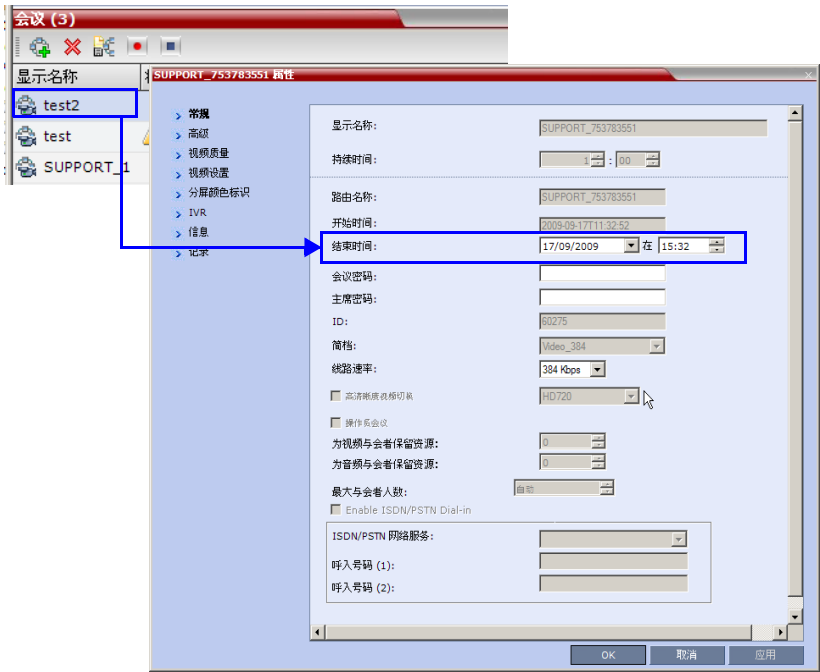 会议 (3)
显示名称
test2
test
SUPPORT_1
SUPPORT_753783551 属性
常规
高级
视频质量
视频设置
分屏颜色标识
IVR
信息
记录
显示名称: SUPPORT_753783551
持续时间: 1 : 00
路由名称: SUPPORT_753783551
开始时间: 2009-09-17T11:32:52
结束时间: 17/09/2009 在 15:32
会议密码:
主席密码:
ID: 60275
简档: Video_384
线路速率: 384 Kbps
高清晰度视频切换 HD720
操作员会议
为视频与会者保留资源: 0
为音频与会者保留资源: 0
最大与会者人数: 自动
Enable ISDN/PSTN Dial-in
ISDN/PSTN 网络服务:
呼入号码 (1):
呼入号码 (2):
OK 取消 应用